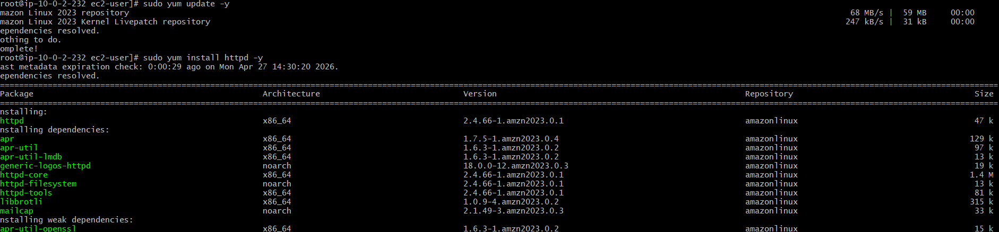 root@ip-10-0-2-232 ec2-user]# sudo yum update -y
mazon Linux 2023 repository 68 MB/s | 59 MB 00:00
mazon Linux 2023 Kernel Livepatch repository 247 kB/s | 31 kB 00:00
ependencies resolved.
othing to do.
omplete!
root@ip-10-0-2-232 ec2-user]# sudo yum install httpd -y
ast metadata expiration check: 0:00:29 ago on Mon Apr 27 14:30:20 2026.
ependencies resolved.
Package Architecture Version Repository Size
nstalling:
httpd x86_64 2.4.66-1.amzn2023.0.1 amazonlinux 47 k
nstalling dependencies:
apr x86_64 1.7.5-1.amzn2023.0.4 amazonlinux 129 k
apr-util x86_64 1.6.3-1.amzn2023.0.2 amazonlinux 97 k
apr-util-lmdb x86_64 1.6.3-1.amzn2023.0.2 amazonlinux 13 k
generic-logos-httpd noarch 18.0.0-12.amzn2023.0.3 amazonlinux 19 k
httpd-core x86_64 2.4.66-1.amzn2023.0.1 amazonlinux 1.4 M
httpd-filesystem noarch 2.4.66-1.amzn2023.0.1 amazonlinux 13 k
httpd-tools x86_64 2.4.66-1.amzn2023.0.1 amazonlinux 81 k
libbrotli x86_64 1.0.9-4.amzn2023.0.2 amazonlinux 315 k
mailcap noarch 2.1.49-3.amzn2023.0.3 amazonlinux 33 k
nstalling weak dependencies:
apr-util-openssl x86_64 1.6.3-1.amzn2023.0.2 amazonlinux 15 k